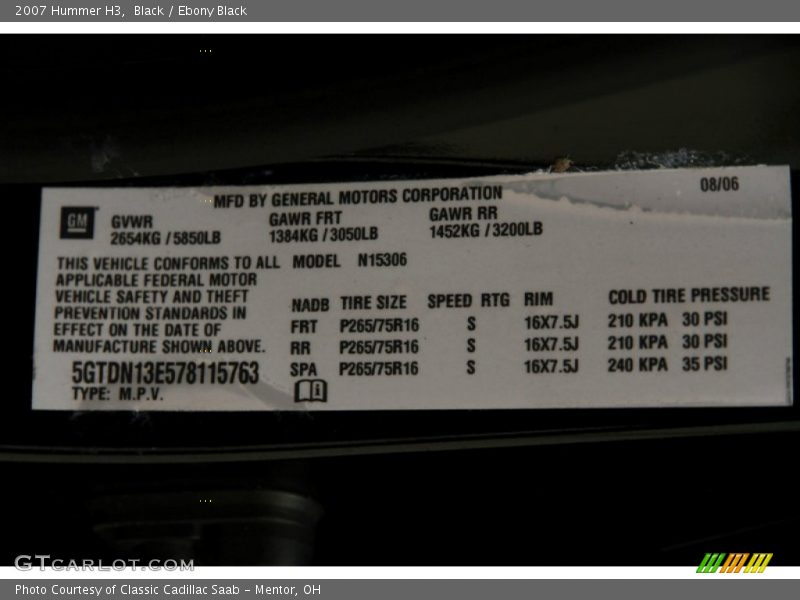 2007 Hummer H3, Black / Ebony Black
MFD BY GENERAL MOTORS CORPORATION 08/06
GM
GVWR GAWR FRT GAWR RR
2654KG / 5850LB 1384KG / 3050LB 1452KG / 3200LB
THIS VEHICLE CONFORMS TO ALL MODEL N15306
APPLICABLE FEDERAL MOTOR
VEHICLE SAFETY AND THEFT
PREVENTION STANDARDS IN
EFFECT ON THE DATE OF
MANUFACTURE SHOWN ABOVE.
5GTDN13E578115763
TYPE: M.P.V.
NADB TIRE SIZE SPEED RTG RIM COLD TIRE PRESSURE
FRT P265/75R16 S 16X7.5J 210 KPA 30 PSI
RR P265/75R16 S 16X7.5J 210 KPA 30 PSI
SPA P265/75R16 S 16X7.5J 240 KPA 35 PSI
GTCARLOT.COM
Photo Courtesy of Classic Cadillac Saab - Mentor, OH